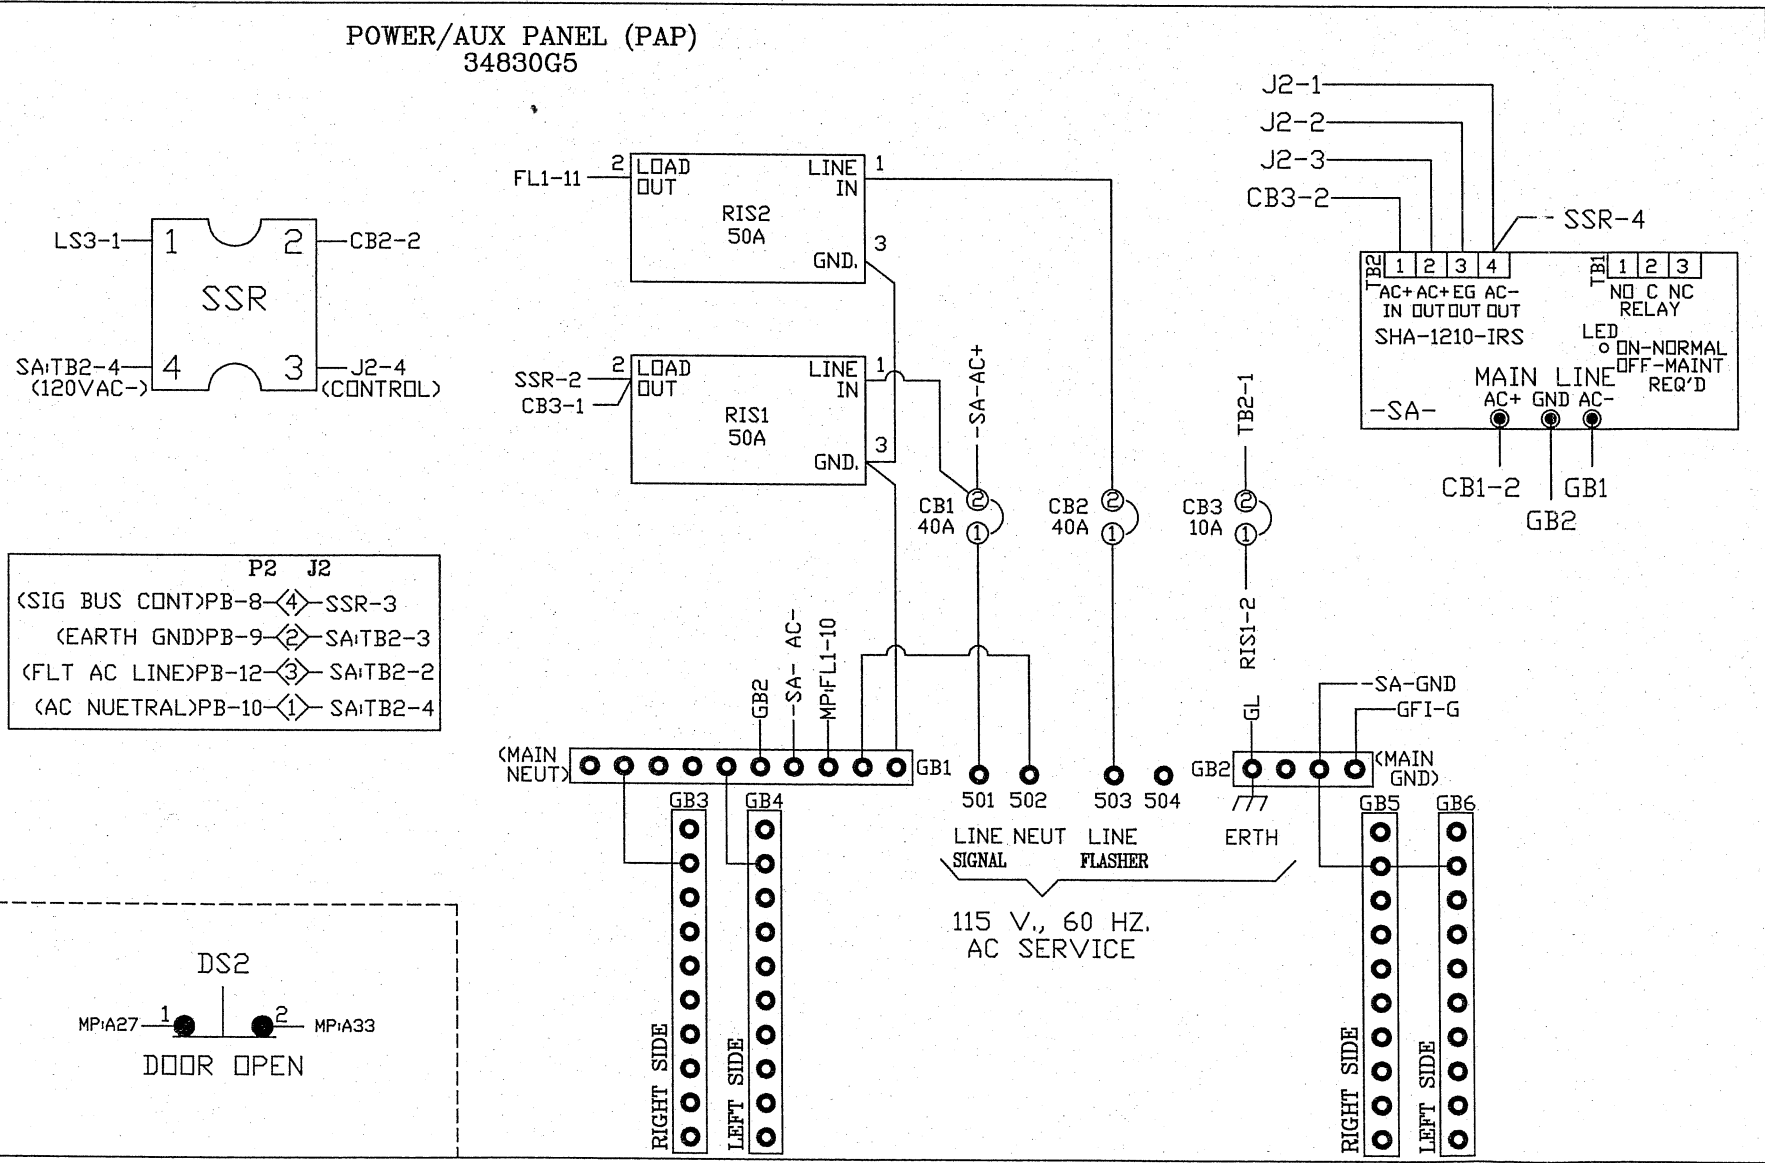 POWER/AUX PANEL (PAP)
34830G5
LS3-1
1
2
CB2-2
SSR
SA:TB2-4
(120VAC-)
4
3
J2-4
(CONTROL)
FL1-11
2
LOAD
OUT
LINE
IN
1
RIS2
50A
3
GND.
SSR-2
CB3-1
2
LOAD
OUT
LINE
IN
1
RIS1
50A
3
GND.
J2-1
J2-2
J2-3
CB3-2
SSR-4
TB2
1 2 3 4
AC+ AC+ EG AC-
IN OUT OUT OUT
SHA-1210-IRS
TB1
1 2 3
NO C NC
RELAY
LED
ON-NORMAL
OFF-MAINT
REQ'D
MAIN LINE
AC+ GND AC-
-SA-
CB1-2
GB2
GB1
-SA-AC+
CB1
40A
2
1
CB2
40A
2
1
TB2-1
CB3
10A
2
1
RIS1-2
P2 J2
(SIG BUS CONT)PB-8 4 SSR-3
(EARTH GND)PB-9 2 SA:TB2-3
(FLT AC LINE)PB-12 3 SA:TB2-2
(AC NUETRAL)PB-10 1 SA:TB2-4
GB2
-SA- AC-
MP:FL1-10
(MAIN
NEUT)
GB1
501 502 503 504
LINE NEUT LINE
SIGNAL FLASHER
115 V., 60 HZ.
AC SERVICE
GL
-SA-GND
GFI-G
GB2
(MAIN
GND)
ERTH
GB3
RIGHT SIDE
GB4
LEFT SIDE
GB5
RIGHT SIDE
GB6
LEFT SIDE
DS2
MP:A27
1
2
MP:A33
DOOR OPEN